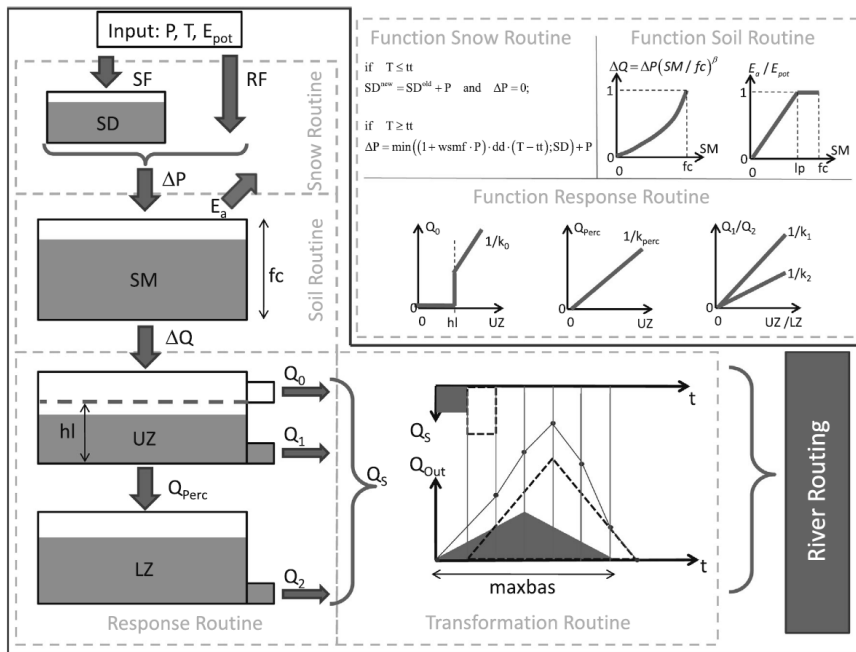 Input: P, T, E_pot
SF
RF
SD
Snow Routine
ΔP
E_a
SM
fc
Soil Routine
ΔQ
Q_0
hl
UZ
Q_1
Q_Perc
Q_S
LZ
Q_2
Response Routine
Function Snow Routine
if T ≤ tt
SD^new = SD^old + P and ΔP = 0;
if T ≥ tt
ΔP = min((1 + wsmf · P) · dd · (T − tt);SD) + P
Function Soil Routine
ΔQ = ΔP(SM / fc)^β
1
0
0
fc
SM
E_a / E_pot
1
0
0
lp
fc
SM
Function Response Routine
Q_0
1/k_0
0
0
hl
UZ
Q_Perc
1/k_perc
0
0
UZ
Q_1/Q_2
1/k_1
1/k_2
0
0
UZ/LZ
t
Q_S
Q_Out
t
maxbas
Transformation Routine
River Routing